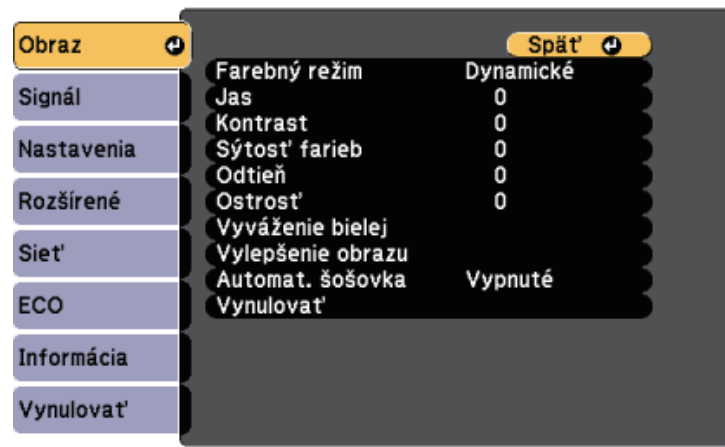 Obraz
Signál
Nastavenia
Rozšírené
Sieť
ECO
Informácia
Vynulovať
Späť
Farebný režim Dynamické
Jas 0
Kontrast 0
Sýtosť farieb 0
Odtieň 0
Ostrosť 0
Vyváženie bielej
Vylepšenie obrazu
Automat. šošovka Vypnuté
Vynulovať